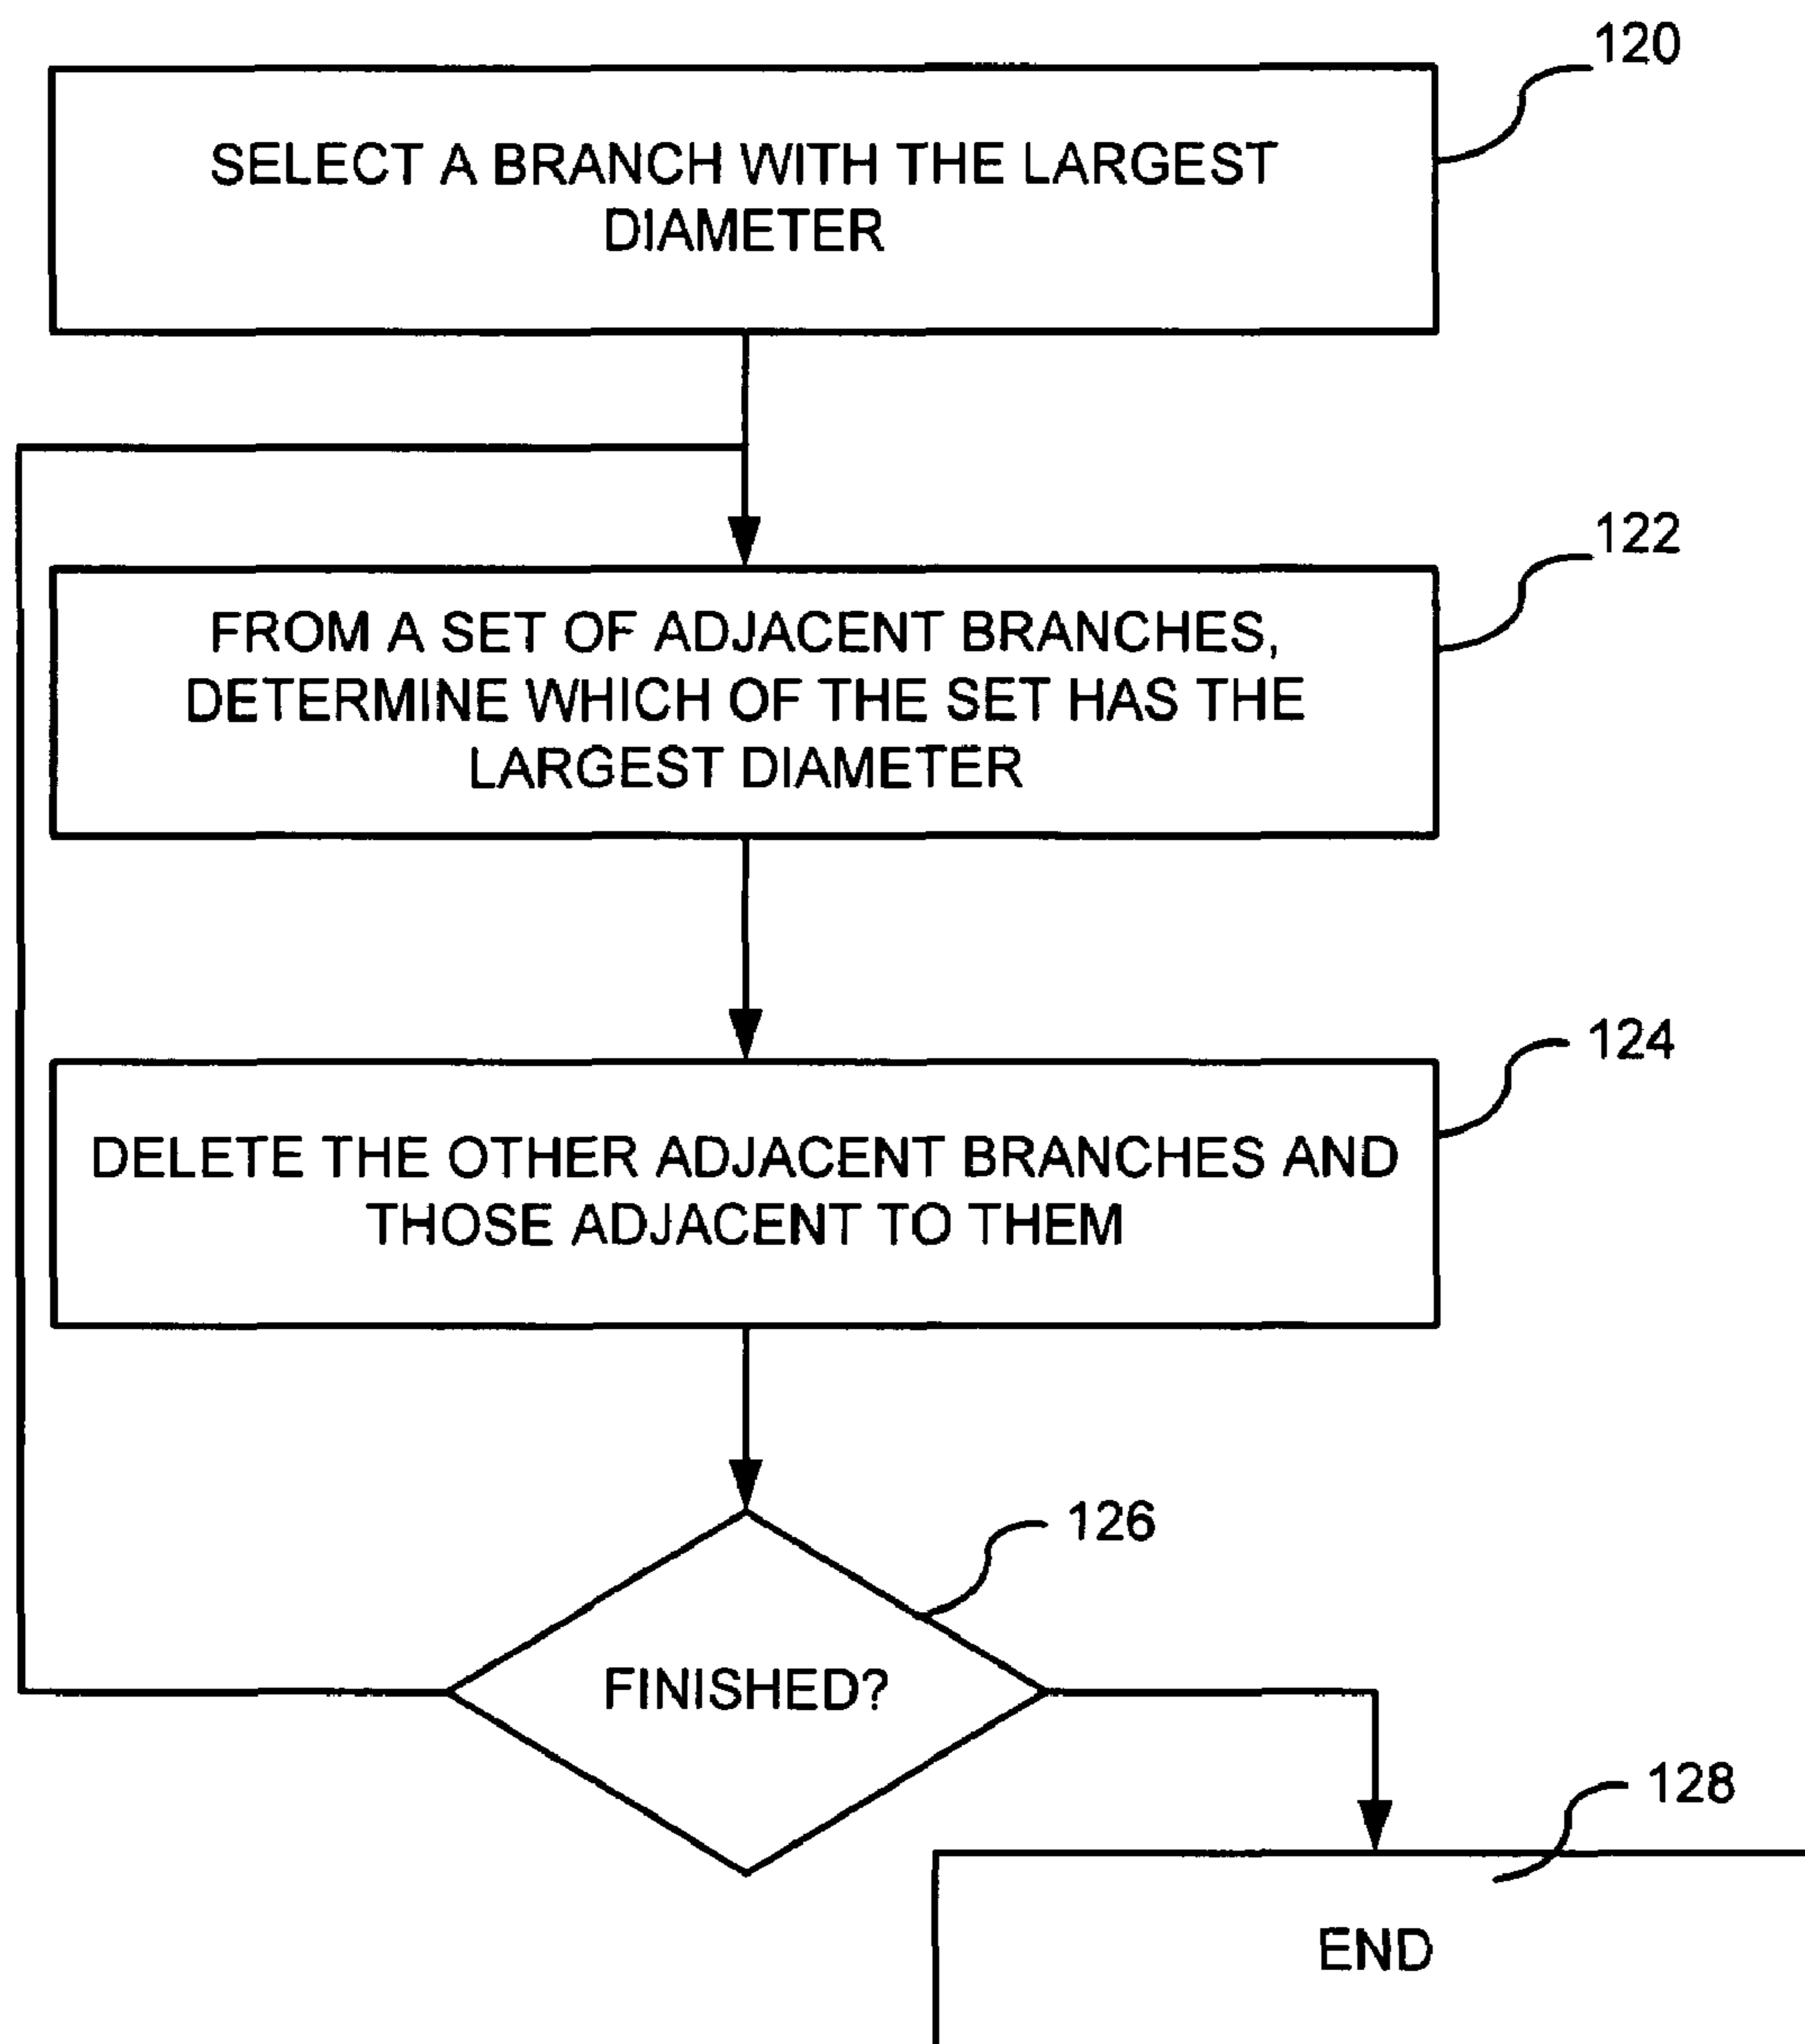 120
SELECT A BRANCH WITH THE LARGEST
DIAMETER
122
FROM A SET OF ADJACENT BRANCHES,
DETERMINE WHICH OF THE SET HAS THE
LARGEST DIAMETER
124
DELETE THE OTHER ADJACENT BRANCHES AND
THOSE ADJACENT TO THEM
126
FINISHED?
128
END